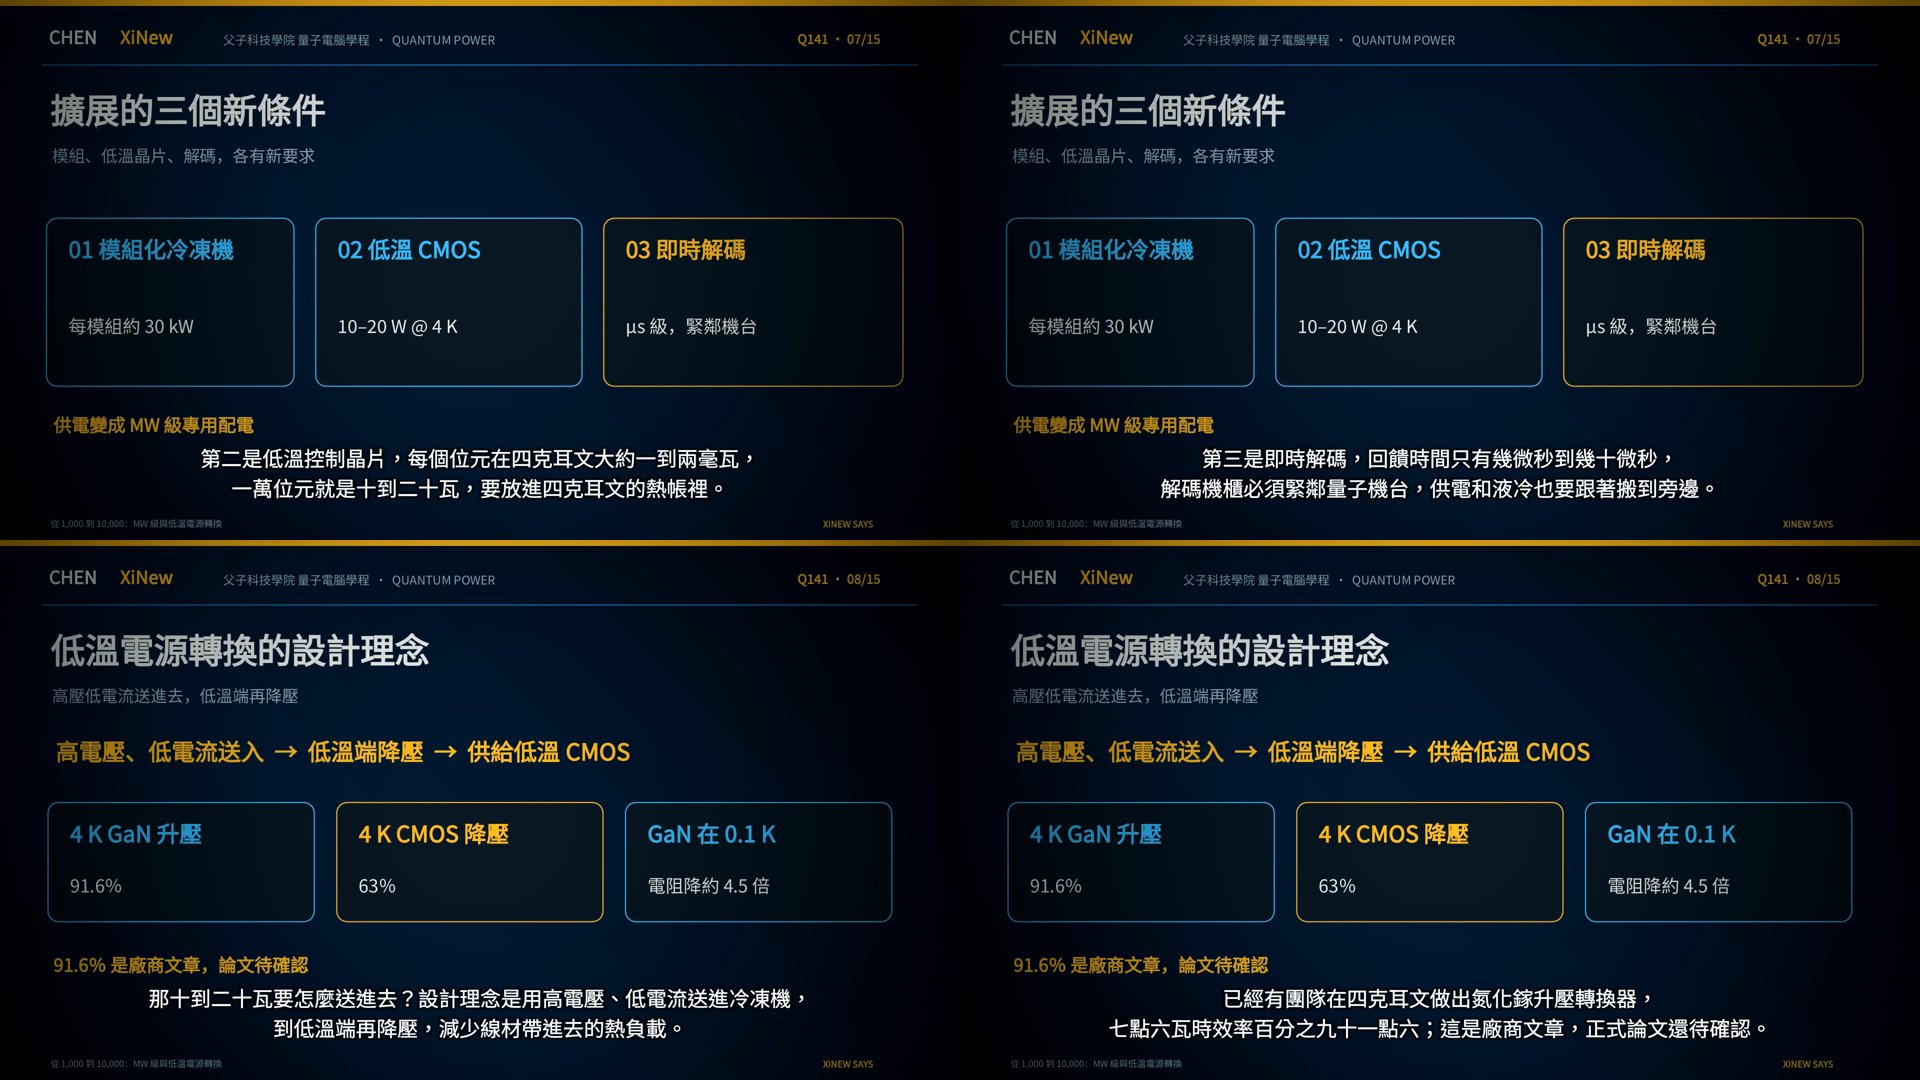 CHEN XiNew 父子科技學院 量子電腦學程 · QUANTUM POWER Q141 · 07/15
擴展的三個新條件
模組、低溫晶片、解碼，各有新要求
01 模組化冷凍機
每模組約 30 kW
02 低溫 CMOS
10–20 W @ 4 K
03 即時解碼
μs 級，緊鄰機台
供電變成 MW 級專用配電
第二是低溫控制晶片，每個位元在四克耳文大約一到兩毫瓦，
一萬位元就是十到二十瓦，要放進四克耳文的熱帳裡。
從 1,000 到 10,000：MW 級與低溫電源轉換 XINEW SAYS
CHEN XiNew 父子科技學院 量子電腦學程 · QUANTUM POWER Q141 · 07/15
擴展的三個新條件
模組、低溫晶片、解碼，各有新要求
01 模組化冷凍機
每模組約 30 kW
02 低溫 CMOS
10–20 W @ 4 K
03 即時解碼
μs 級，緊鄰機台
供電變成 MW 級專用配電
第三是即時解碼，回饋時間只有幾微秒到幾十微秒，
解碼機櫃必須緊鄰量子機台，供電和液冷也要跟著搬到旁邊。
從 1,000 到 10,000：MW 級與低溫電源轉換 XINEW SAYS
CHEN XiNew 父子科技學院 量子電腦學程 · QUANTUM POWER Q141 · 08/15
低溫電源轉換的設計理念
高壓低電流送進去，低溫端再降壓
高電壓、低電流送入 → 低溫端降壓 → 供給低溫 CMOS
4 K GaN 升壓
91.6%
4 K CMOS 降壓
63%
GaN 在 0.1 K
電阻降約 4.5 倍
91.6% 是廠商文章，論文待確認
那十到二十瓦要怎麼送進去？設計理念是用高電壓、低電流送進冷凍機，
到低溫端再降壓，減少線材帶進去的熱負載。
從 1,000 到 10,000：MW 級與低溫電源轉換 XINEW SAYS
CHEN XiNew 父子科技學院 量子電腦學程 · QUANTUM POWER Q141 · 08/15
低溫電源轉換的設計理念
高壓低電流送進去，低溫端再降壓
高電壓、低電流送入 → 低溫端降壓 → 供給低溫 CMOS
4 K GaN 升壓
91.6%
4 K CMOS 降壓
63%
GaN 在 0.1 K
電阻降約 4.5 倍
91.6% 是廠商文章，論文待確認
已經有團隊在四克耳文做出氮化鎵升壓轉換器，
七點六瓦時效率百分之九十一點六；這是廠商文章，正式論文還待確認。
從 1,000 到 10,000：MW 級與低溫電源轉換 XINEW SAYS